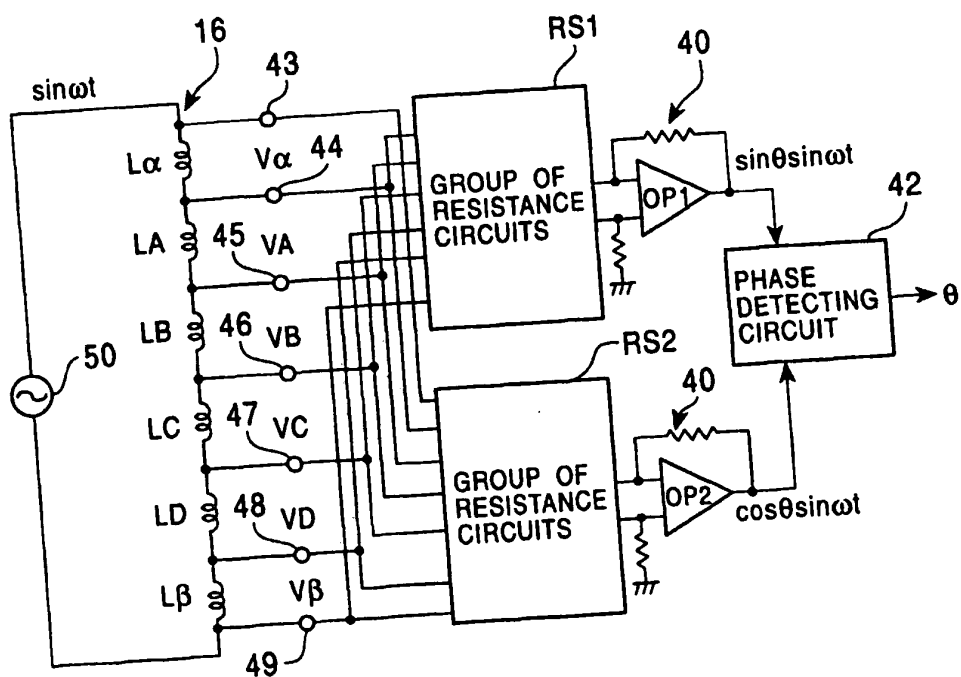 RS1
16
43
40
sinωt
Lα
Vα
44
GROUP OF
RESISTANCE
CIRCUITS
OP1
sinθsinωt
42
LA
45
VA
PHASE
DETECTING
CIRCUIT
θ
LB
46
VB
RS2
50
40
LC
47
VC
GROUP OF
RESISTANCE
CIRCUITS
OP2
cosθsinωt
LD
48
VD
Lβ
Vβ
49